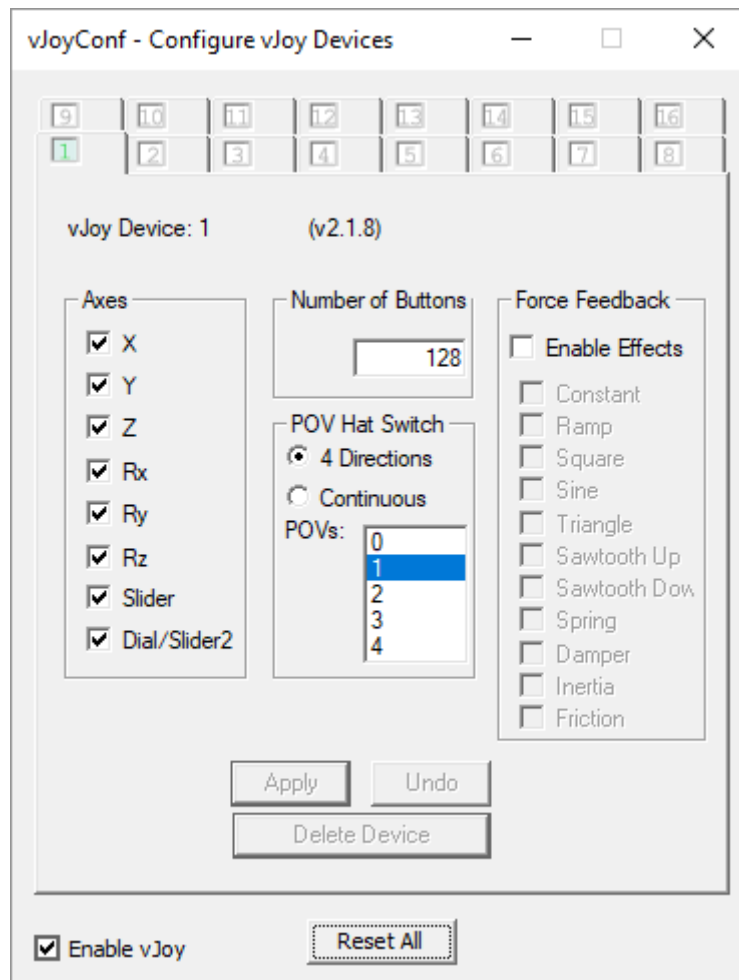 vJoyConf - Configure vJoy Devices
9 10 11 12 13 14 15 16
1 2 3 4 5 6 7 8
vJoy Device: 1 (v2.1.8)
Axes
X
Y
Z
Rx
Ry
Rz
Slider
Dial/Slider2
Number of Buttons
128
POV Hat Switch
4 Directions
Continuous
POVs:
0
1
2
3
4
Force Feedback
Enable Effects
Constant
Ramp
Square
Sine
Triangle
Sawtooth Up
Sawtooth Dow
Spring
Damper
Inertia
Friction
Apply Undo
Delete Device
Enable vJoy Reset All